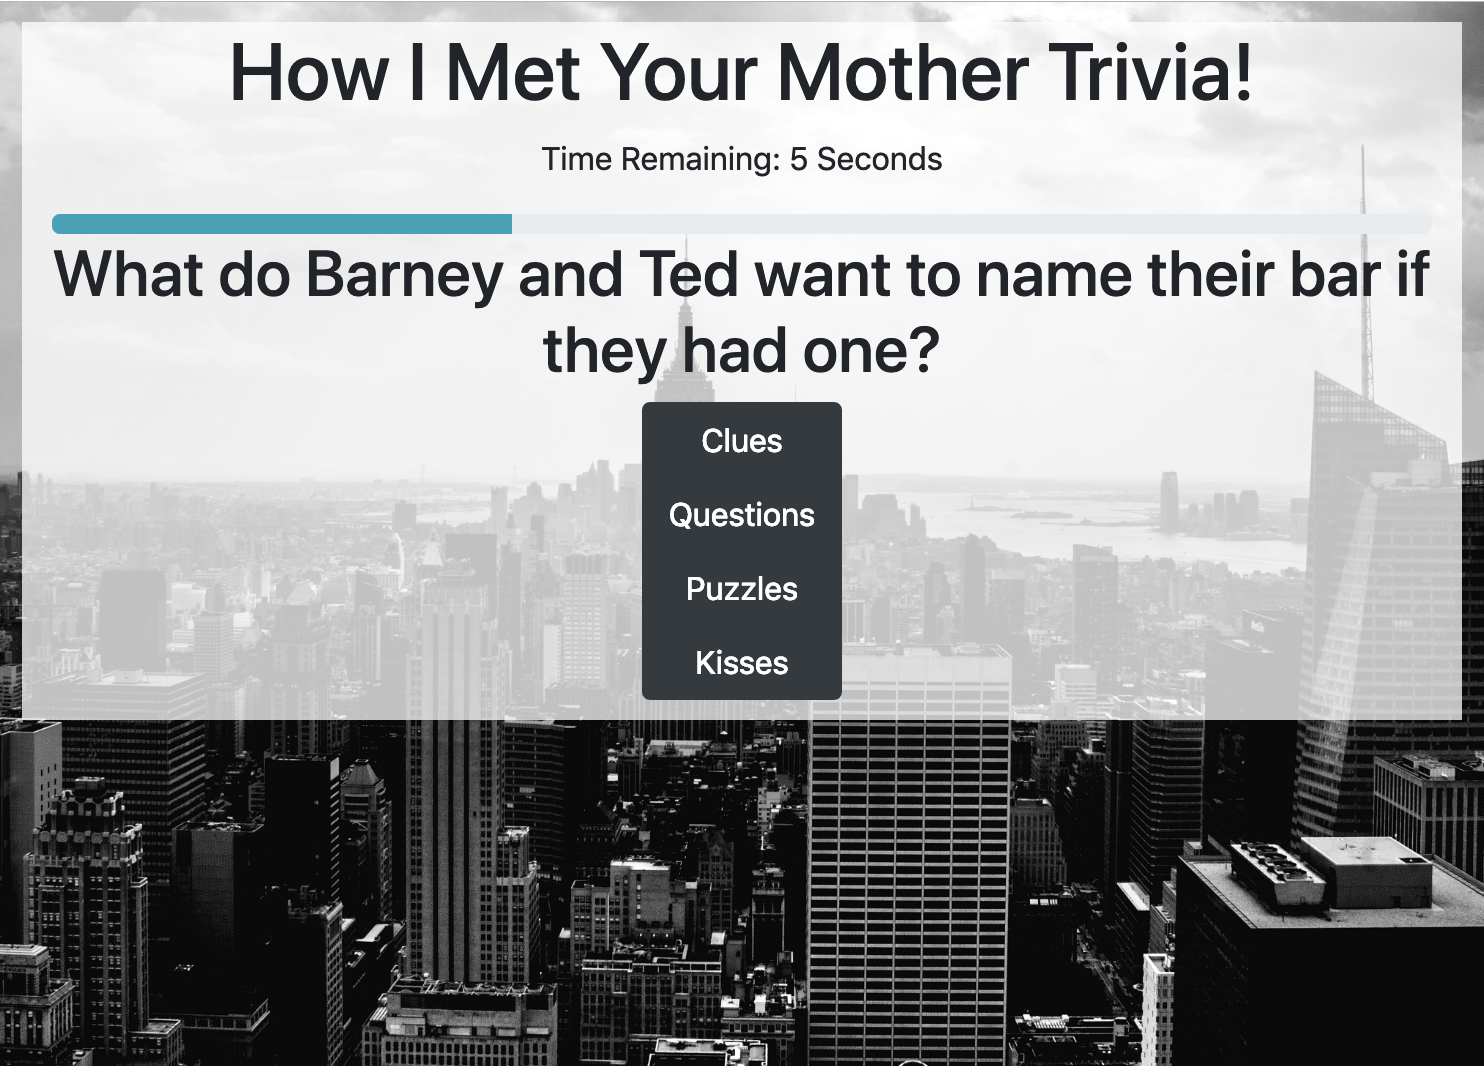 How I Met Your Mother Trivia!
Time Remaining: 5 Seconds
What do Barney and Ted want to name their bar if
they had one?
Clues
Questions
Puzzles
Kisses